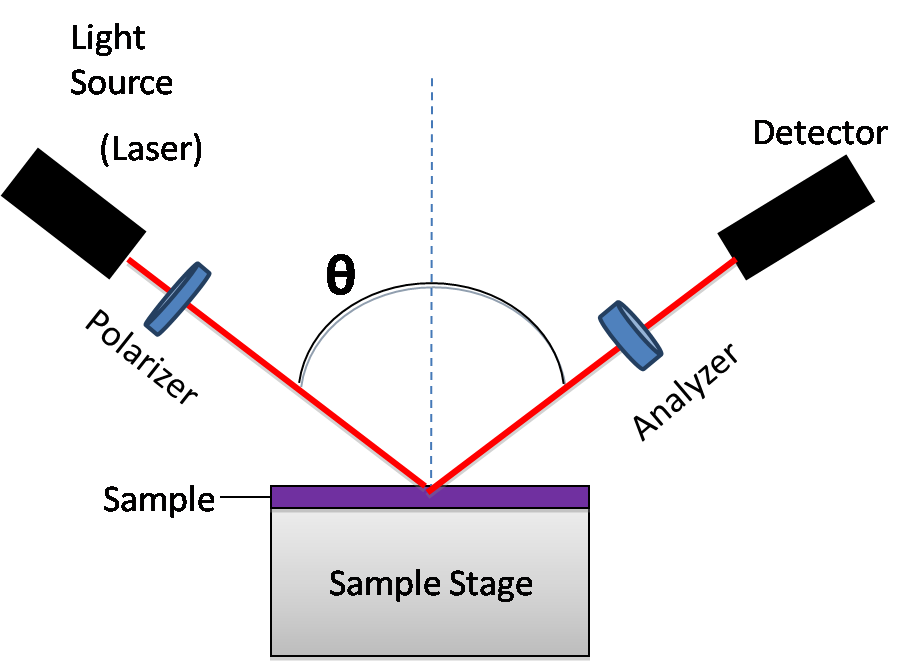 Light
Source
(Laser)
Detector
θ
Polarizer
Analyzer
Sample
Sample Stage